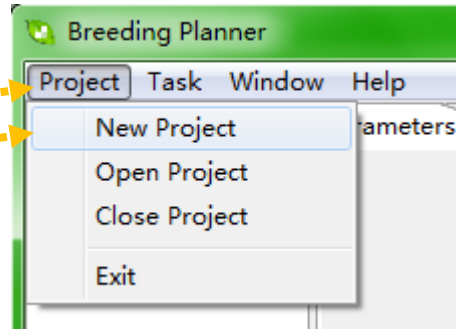 Breeding Planner
Project Task Window Help
New Project
rameters
Open Project
Close Project
Exit